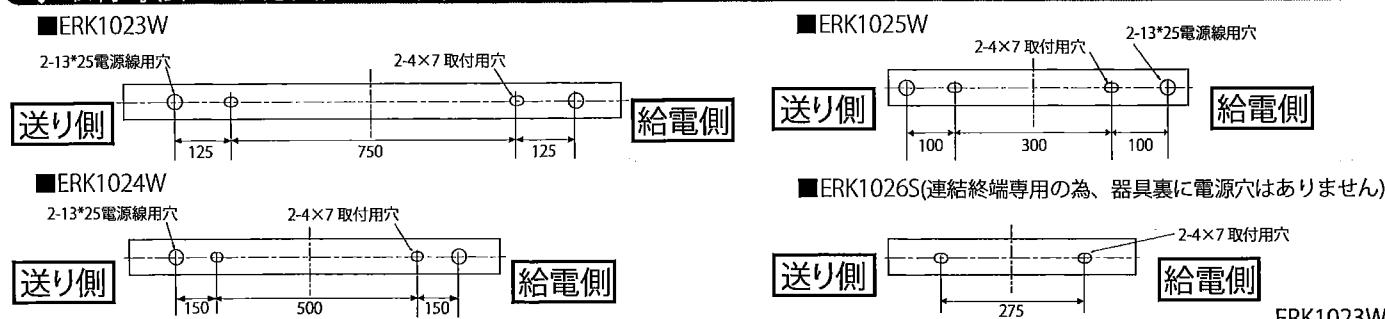 ■ERK1023W
2-13*25電源線用穴
2-4×7 取付用穴
送り側
給電側
125
750
125
■ERK1024W
2-13*25電源線用穴
2-4×7 取付用穴
送り側
給電側
150
500
150
■ERK1025W
2-4×7 取付用穴
2-13*25電源線用穴
送り側
給電側
100
300
100
■ERK1026S(連結終端専用の為、器具裏に電源穴はありません)
2-4×7 取付用穴
送り側
給電側
275
ERK1023W